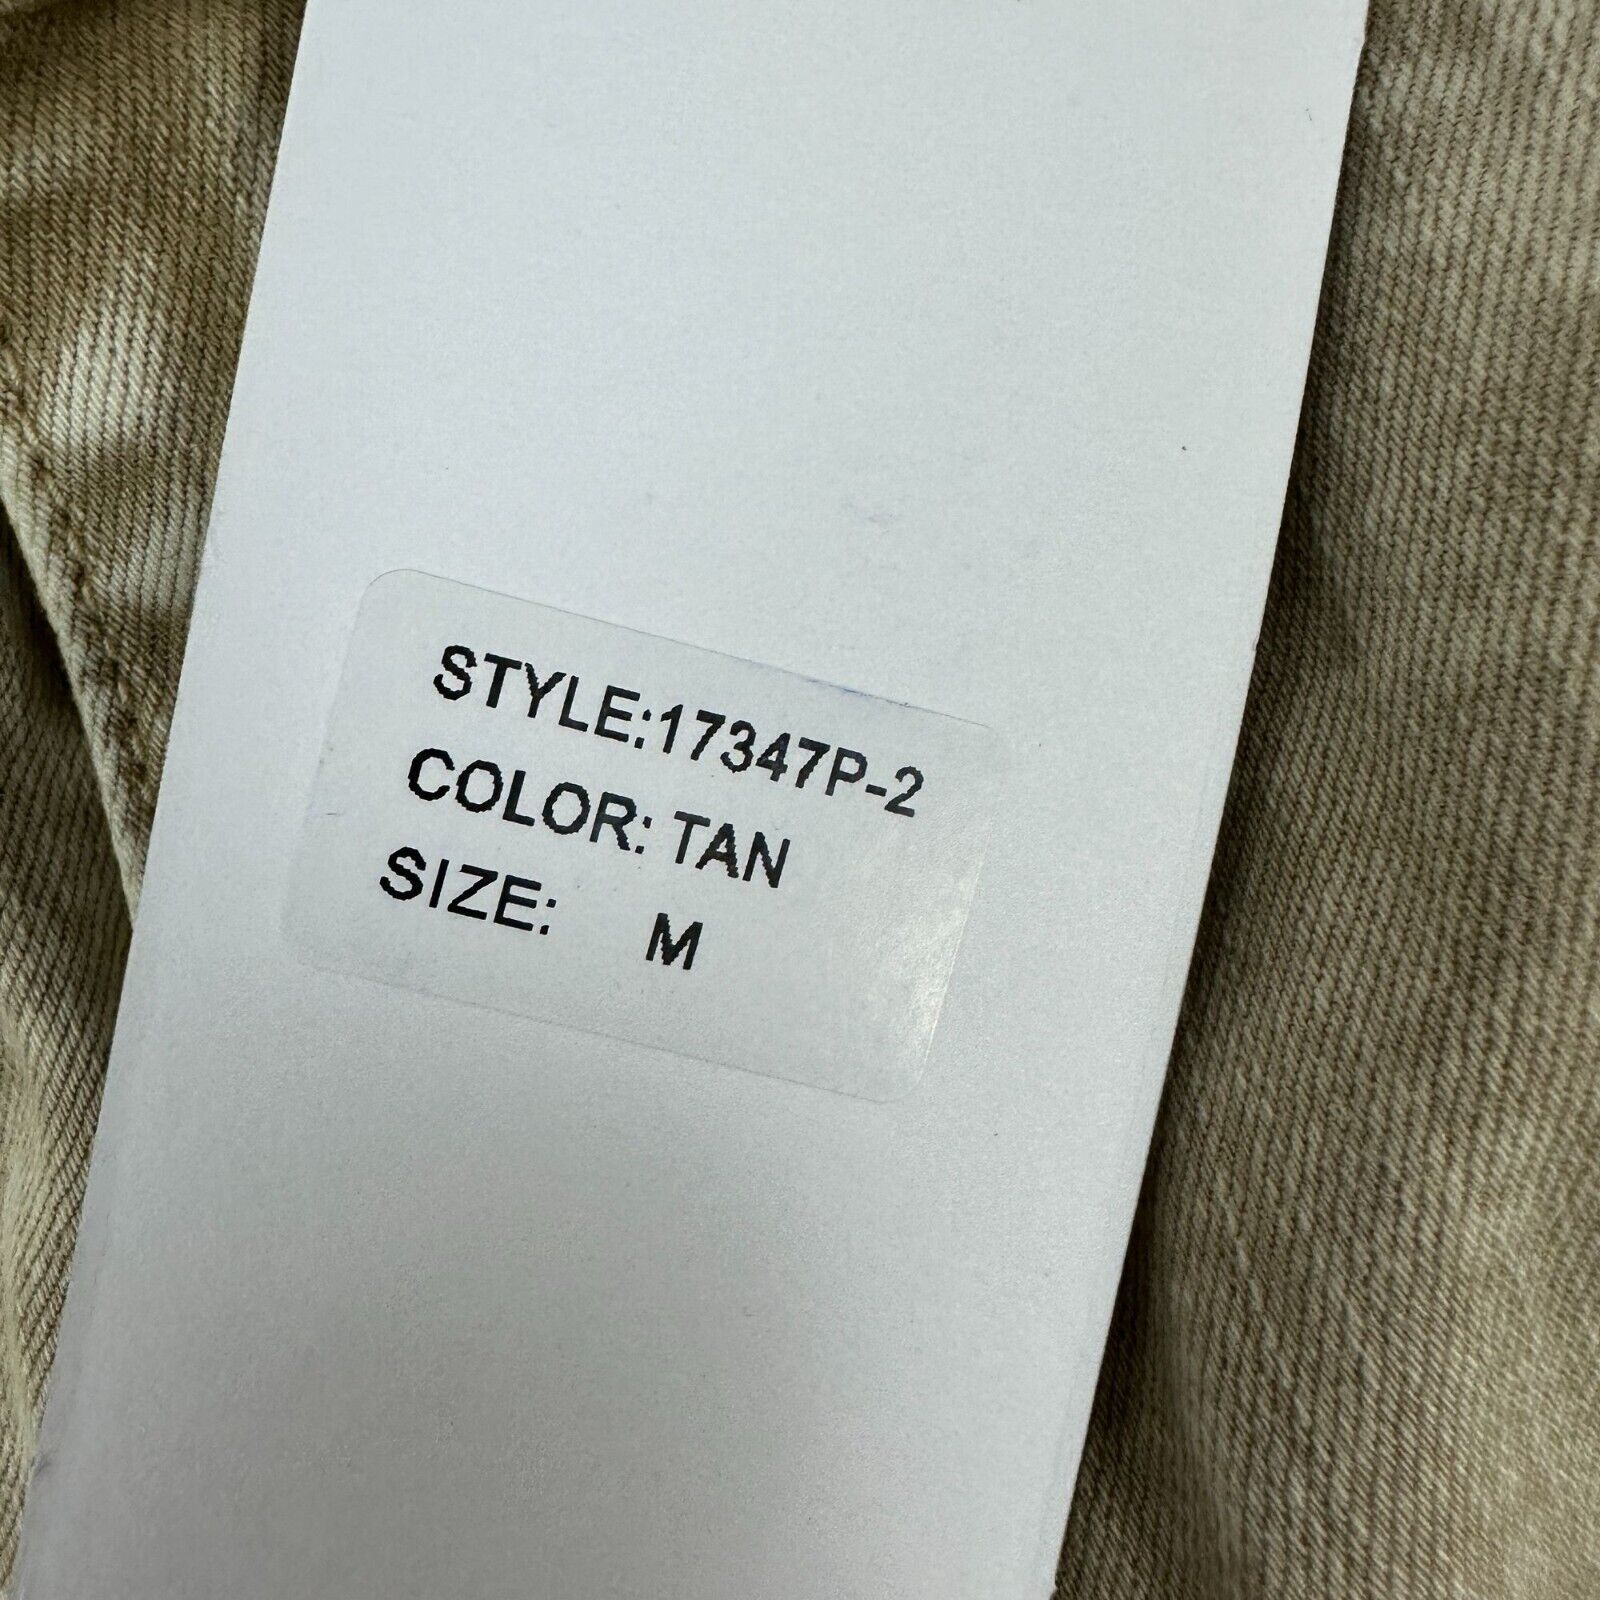 STYLE:17347P-2
COLOR: TAN
SIZE: M